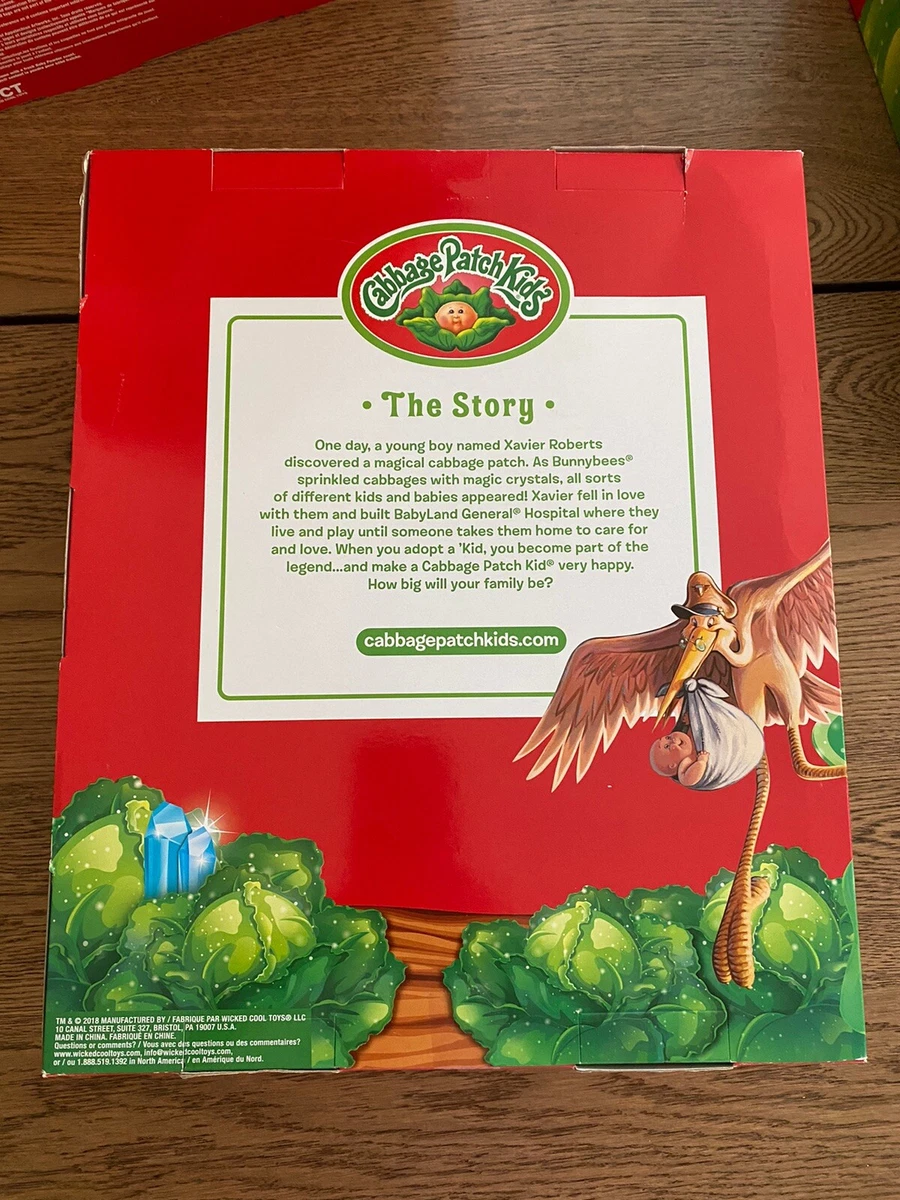 CT
Cabbage Patch Kids
• The Story •
One day, a young boy named Xavier Roberts
discovered a magical cabbage patch. As Bunnybees®
sprinkled cabbages with magic crystals, all sorts
of different kids and babies appeared! Xavier fell in love
with them and built BabyLand General® Hospital where they
live and play until someone takes them home to care for
and love. When you adopt a 'Kid, you become part of the
legend...and make a Cabbage Patch Kid® very happy.
How big will your family be?
cabbagepatchkids.com
TM & © 2018 MANUFACTURED BY / FABRIQUE PAR WICKED COOL TOYS® LLC
10 CANAL STREET, SUITE 327, BRISTOL, PA 19007 U.S.A.
MADE IN CHINA. FABRIQUÉ EN CHINE.
Questions or comments? / Vous avec des questions ou des commentaires?
www.wickedcooltoys.com, info@wickedcooltoys.com,
or / ou 1.888.519.1392 in North America / en Amérique du Nord.